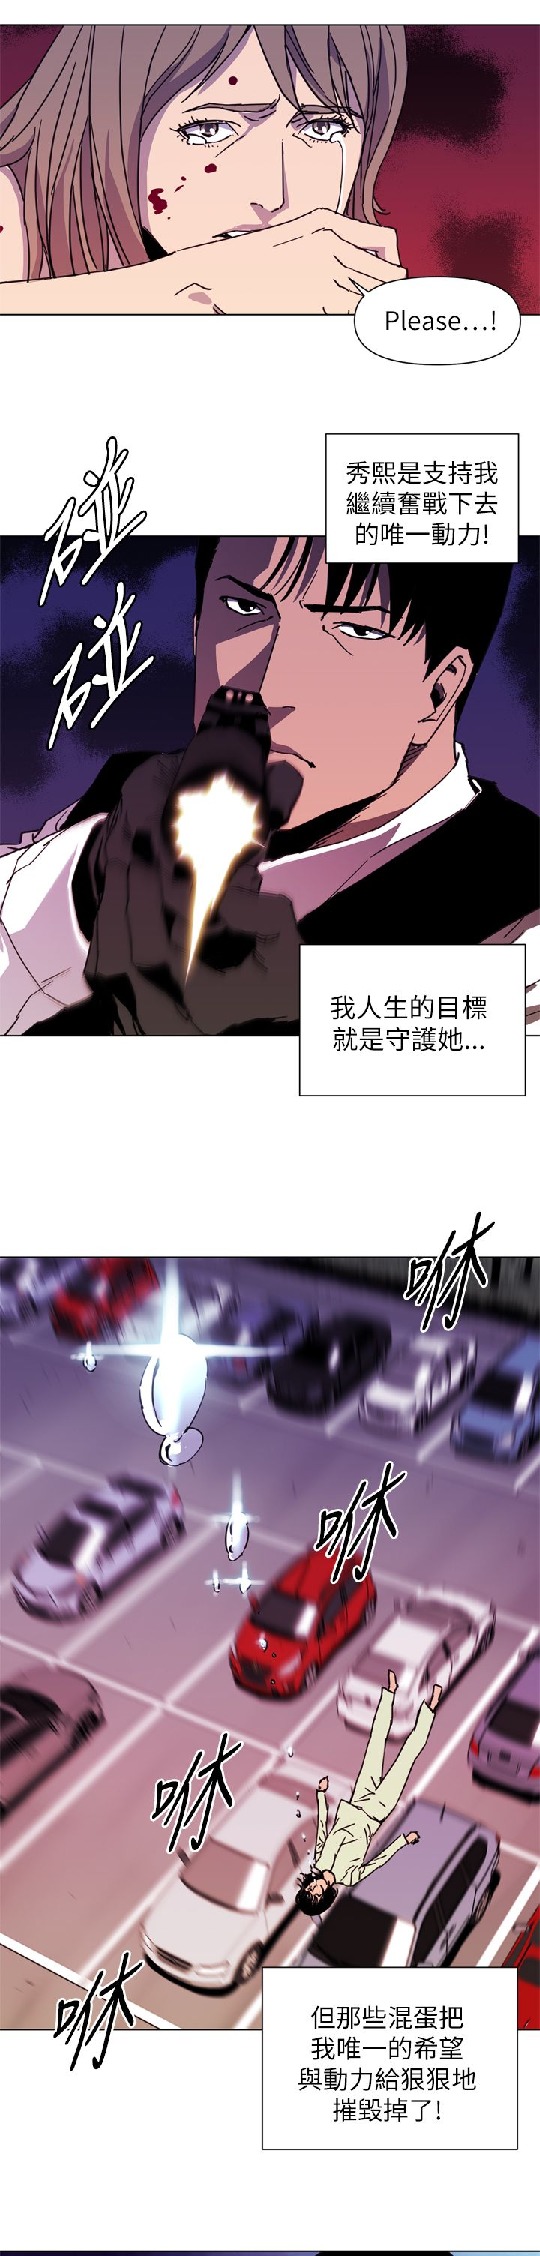 Please...!
秀熙是支持我
繼續奮戰下去
的唯一動力!
碰
碰
我人生的目標
就是守護她...
咻
咻
咻
咻
但那些混蛋把
我唯一的希望
與動力給狠狠地
摧毀掉了!